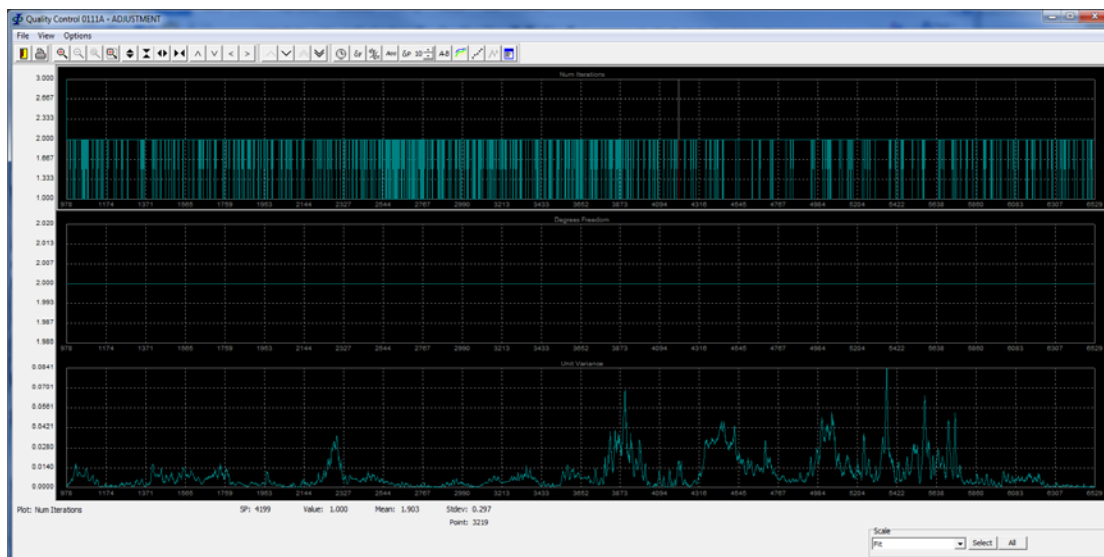 Quality Control 0111A - ADJUSTMENT
File View Options
Num Iterations
3.000
2.667
2.333
2.000
1.667
1.333
1.000
978 1174 1371 1565 1759 1953 2144 2327 2544 2767 2990 3213 3433 3652 3873 4094 4316 4545 4767 4984 5204 5422 5638 5860 6083 6307 6529
Degrees Freedom
2.020
2.013
2.007
2.000
1.993
1.987
1.980
978 1174 1371 1565 1759 1953 2144 2327 2544 2767 2990 3213 3433 3652 3873 4094 4316 4545 4767 4984 5204 5422 5638 5860 6083 6307 6529
Unit Variance
0.0841
0.0701
0.0561
0.0421
0.0280
0.0140
0.0000
978 1174 1371 1565 1759 1953 2144 2327 2544 2767 2990 3213 3433 3652 3873 4094 4316 4545 4767 4984 5204 5422 5638 5860 6083 6307 6529
Plot: Num Iterations SP: 4199 Value: 1.000 Mean: 1.903 Stdev: 0.297
Point: 3219
Scale
Fit Select All